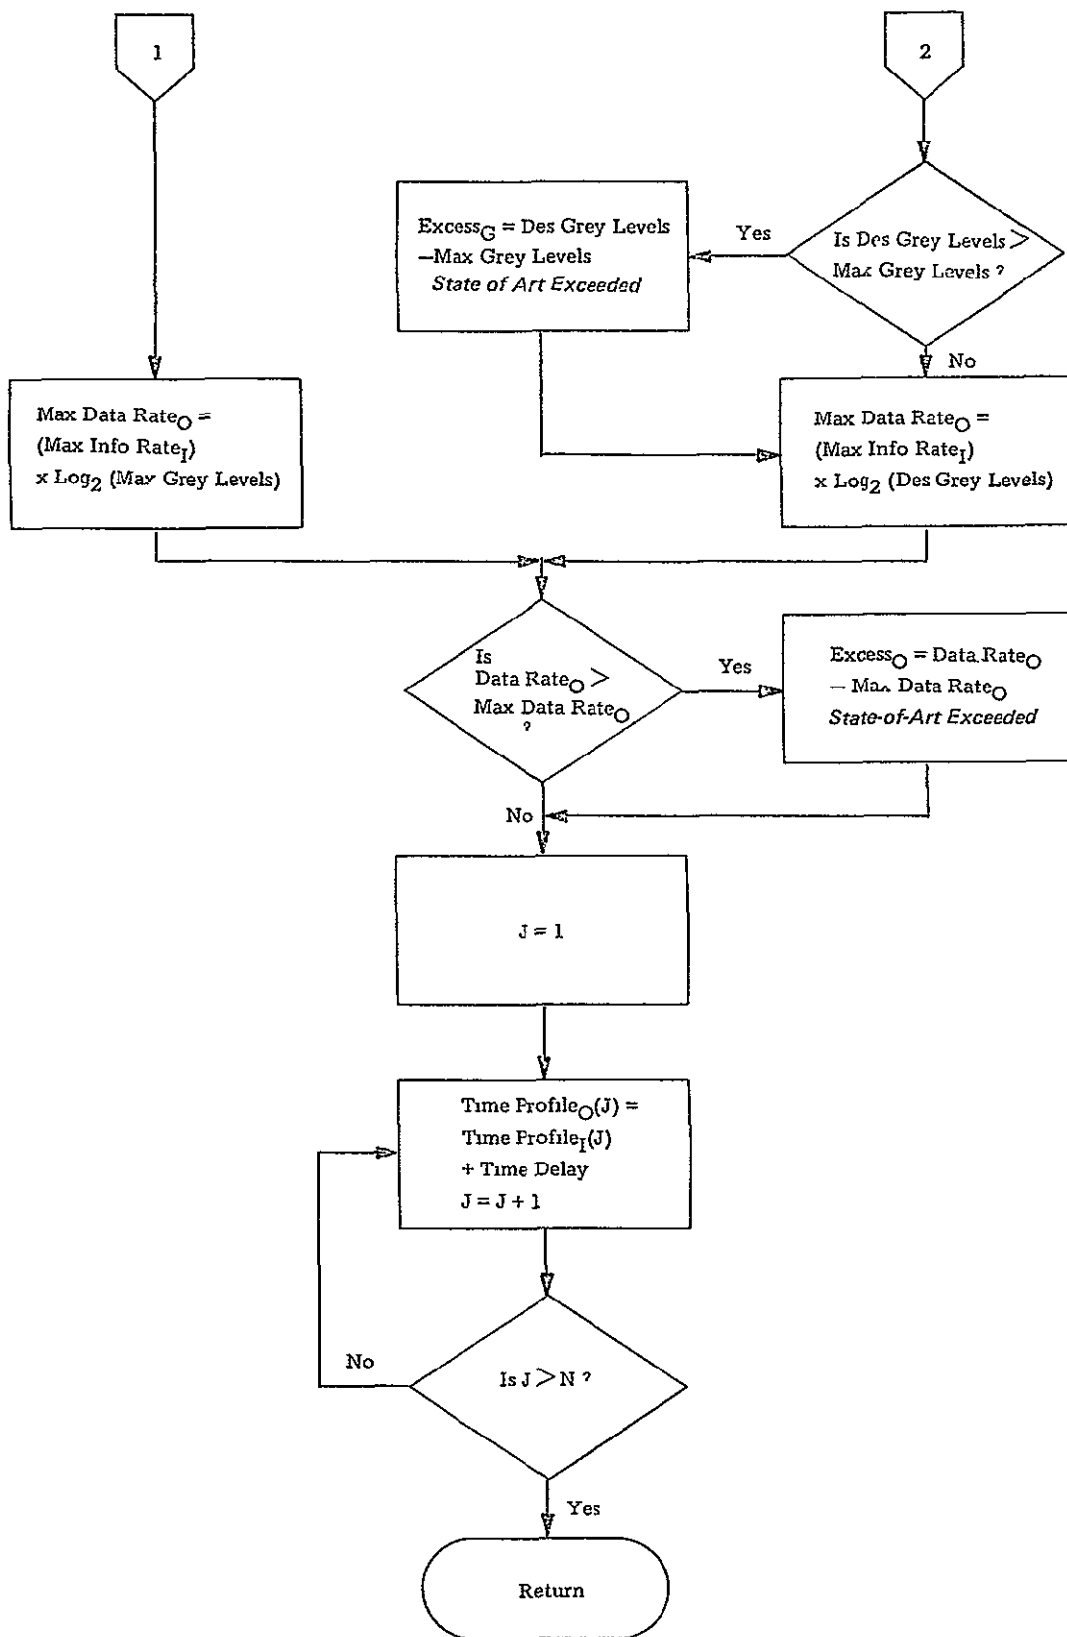 1
2
Excess_G = Des Grey Levels
—Max Grey Levels
State of Art Exceeded
Yes
Is Des Grey Levels >
Max Grey Levels ?
No
Max Data Rate_O =
(Max Info Rate_I)
x Log_2 (Max Grey Levels)
Max Data Rate_O =
(Max Info Rate_I)
x Log_2 (Des Grey Levels)
Is
Data Rate_O >
Max Data Rate_O
?
Yes
Excess_O = Data Rate_O
— Max Data Rate_O
State-of-Art Exceeded
No
J = 1
Time Profile_O(J) =
Time Profile_I(J)
+ Time Delay
J = J + 1
No
Is J > N ?
Yes
Return